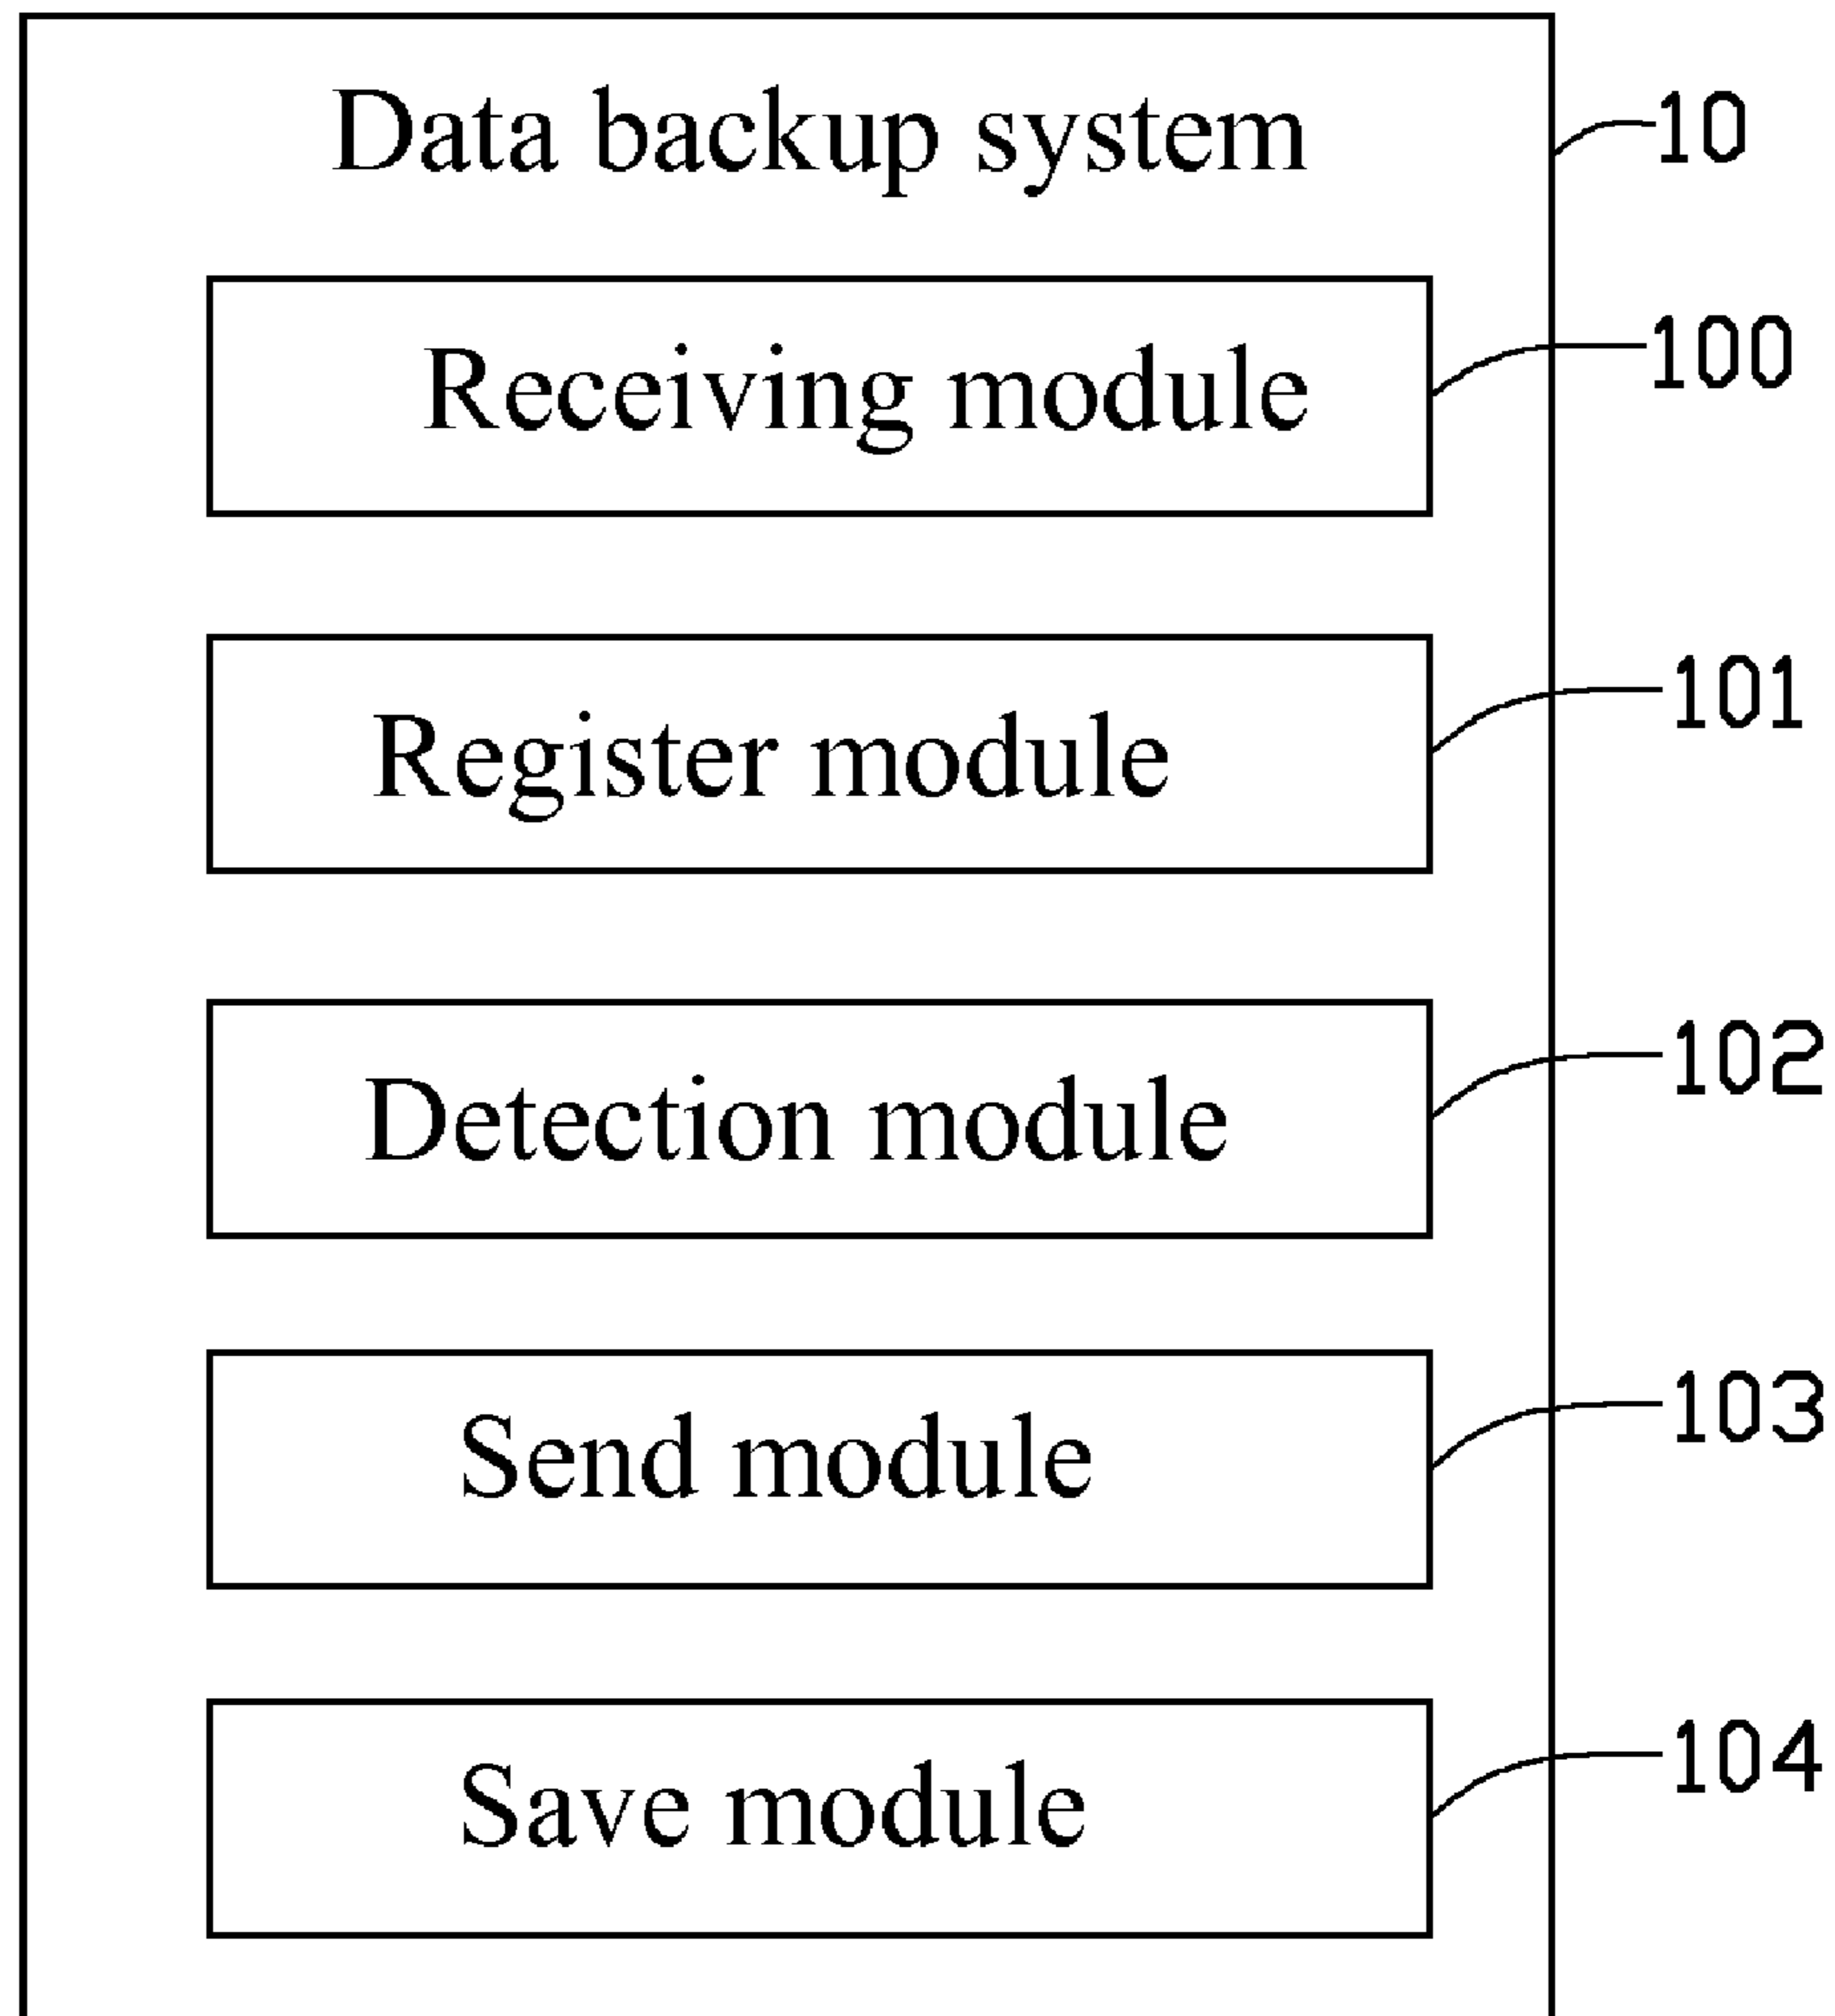 Data backup system
10
Receiving module
100
Register module
101
Detection module
102
Send module
103
Save module
104